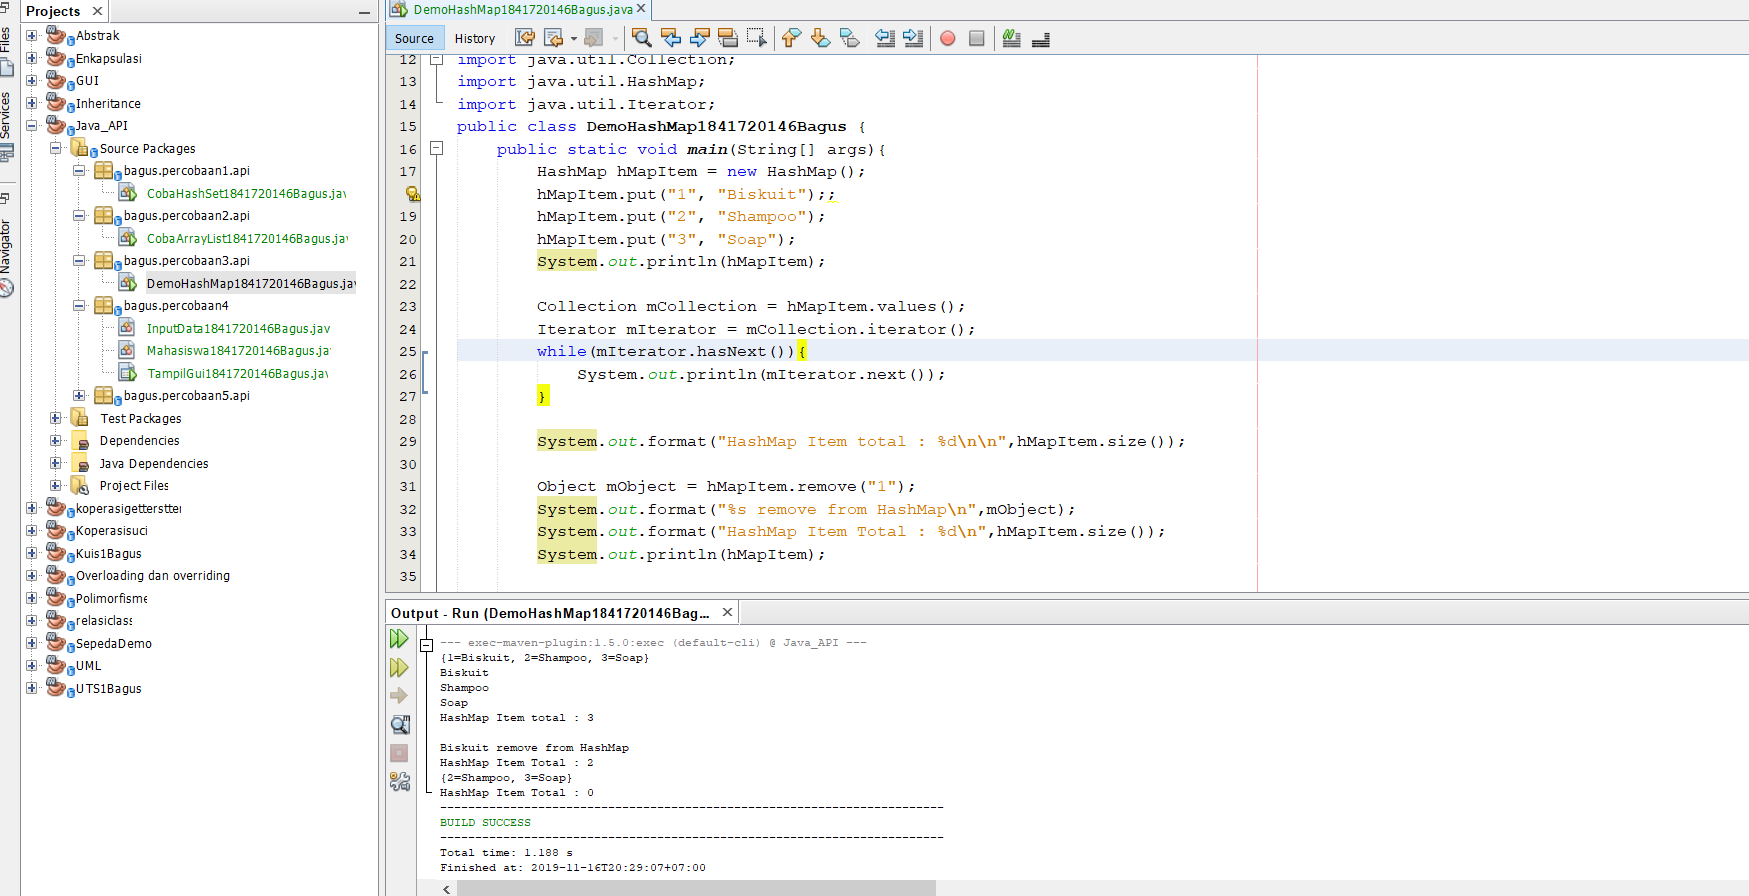 Projects
Files
Services
Navigator
Abstrak
Enkapsulasi
GUI
Inheritance
Java_API
Source Packages
bagus.percobaan1.api
CobaHashSet1841720146Bagus.jav
bagus.percobaan2.api
CobaArrayList1841720146Bagus.jav
bagus.percobaan3.api
DemoHashMap1841720146Bagus.jav
bagus.percobaan4
InputData1841720146Bagus.jav
Mahasiswa1841720146Bagus.jav
TampilGui1841720146Bagus.jav
bagus.percobaan5.api
Test Packages
Dependencies
Java Dependencies
Project Files
koperasigetterstter
Koperasisuci
Kuis1Bagus
Overloading dan overriding
Polimorfisme
relasiclass
SepedaDemo
UML
UTS1Bagus
DemoHashMap1841720146Bagus.java
Source History
12 import java.util.Collection;
13 import java.util.HashMap;
14 import java.util.Iterator;
15 public class DemoHashMap1841720146Bagus {
16 public static void main(String[] args){
17 HashMap hMapItem = new HashMap();
hMapItem.put("1", "Biskuit");;
19 hMapItem.put("2", "Shampoo");
20 hMapItem.put("3", "Soap");
21 System.out.println(hMapItem);
22
23 Collection mCollection = hMapItem.values();
24 Iterator mIterator = mCollection.iterator();
25 while(mIterator.hasNext()){
26 System.out.println(mIterator.next());
27 }
28
29 System.out.format("HashMap Item total : %d\n\n",hMapItem.size());
30
31 Object mObject = hMapItem.remove("1");
32 System.out.format("%s remove from HashMap\n",mObject);
33 System.out.format("HashMap Item Total : %d\n",hMapItem.size());
34 System.out.println(hMapItem);
35
Output - Run (DemoHashMap1841720146Bag...
--- exec-maven-plugin:1.5.0:exec (default-cli) @ Java_API ---
{1=Biskuit, 2=Shampoo, 3=Soap}
Biskuit
Shampoo
Soap
HashMap Item total : 3
Biskuit remove from HashMap
HashMap Item Total : 2
{2=Shampoo, 3=Soap}
HashMap Item Total : 0
------------------------------------------------------------------------
BUILD SUCCESS
------------------------------------------------------------------------
Total time: 1.188 s
Finished at: 2019-11-16T20:29:07+07:00